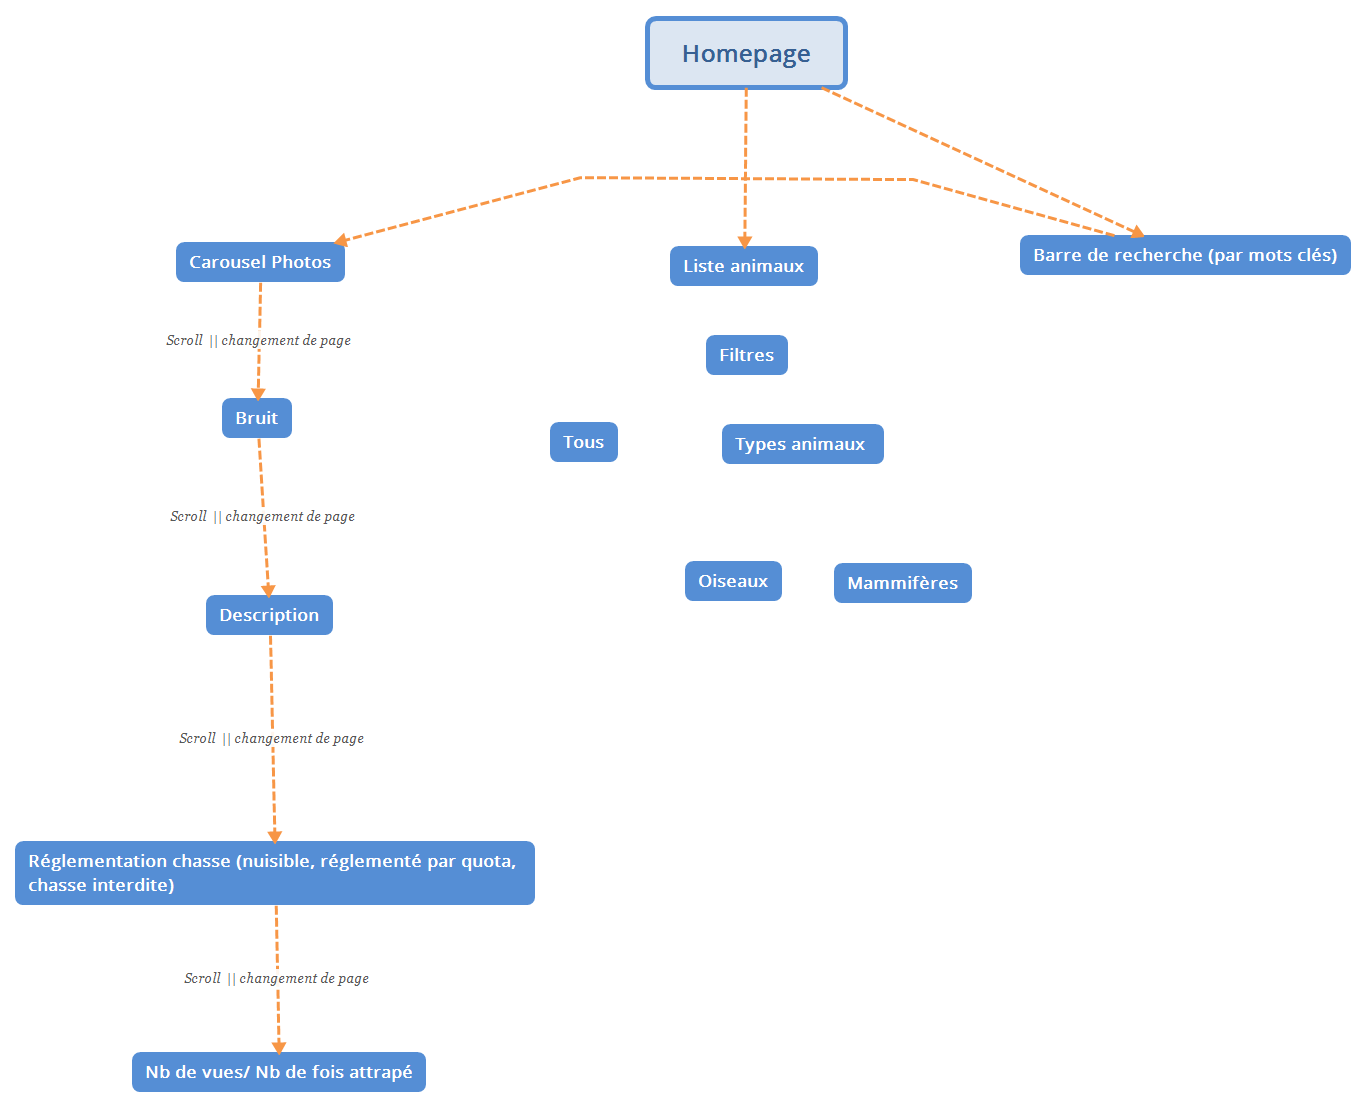 Homepage
Carousel Photos
Liste animaux
Barre de recherche (par mots clés)
Scroll || changement de page
Filtres
Bruit
Tous
Types animaux
Scroll || changement de page
Oiseaux
Mammifères
Description
Scroll || changement de page
Réglementation chasse (nuisible, réglementé par quota,
chasse interdite)
Scroll || changement de page
Nb de vues/ Nb de fois attrapé